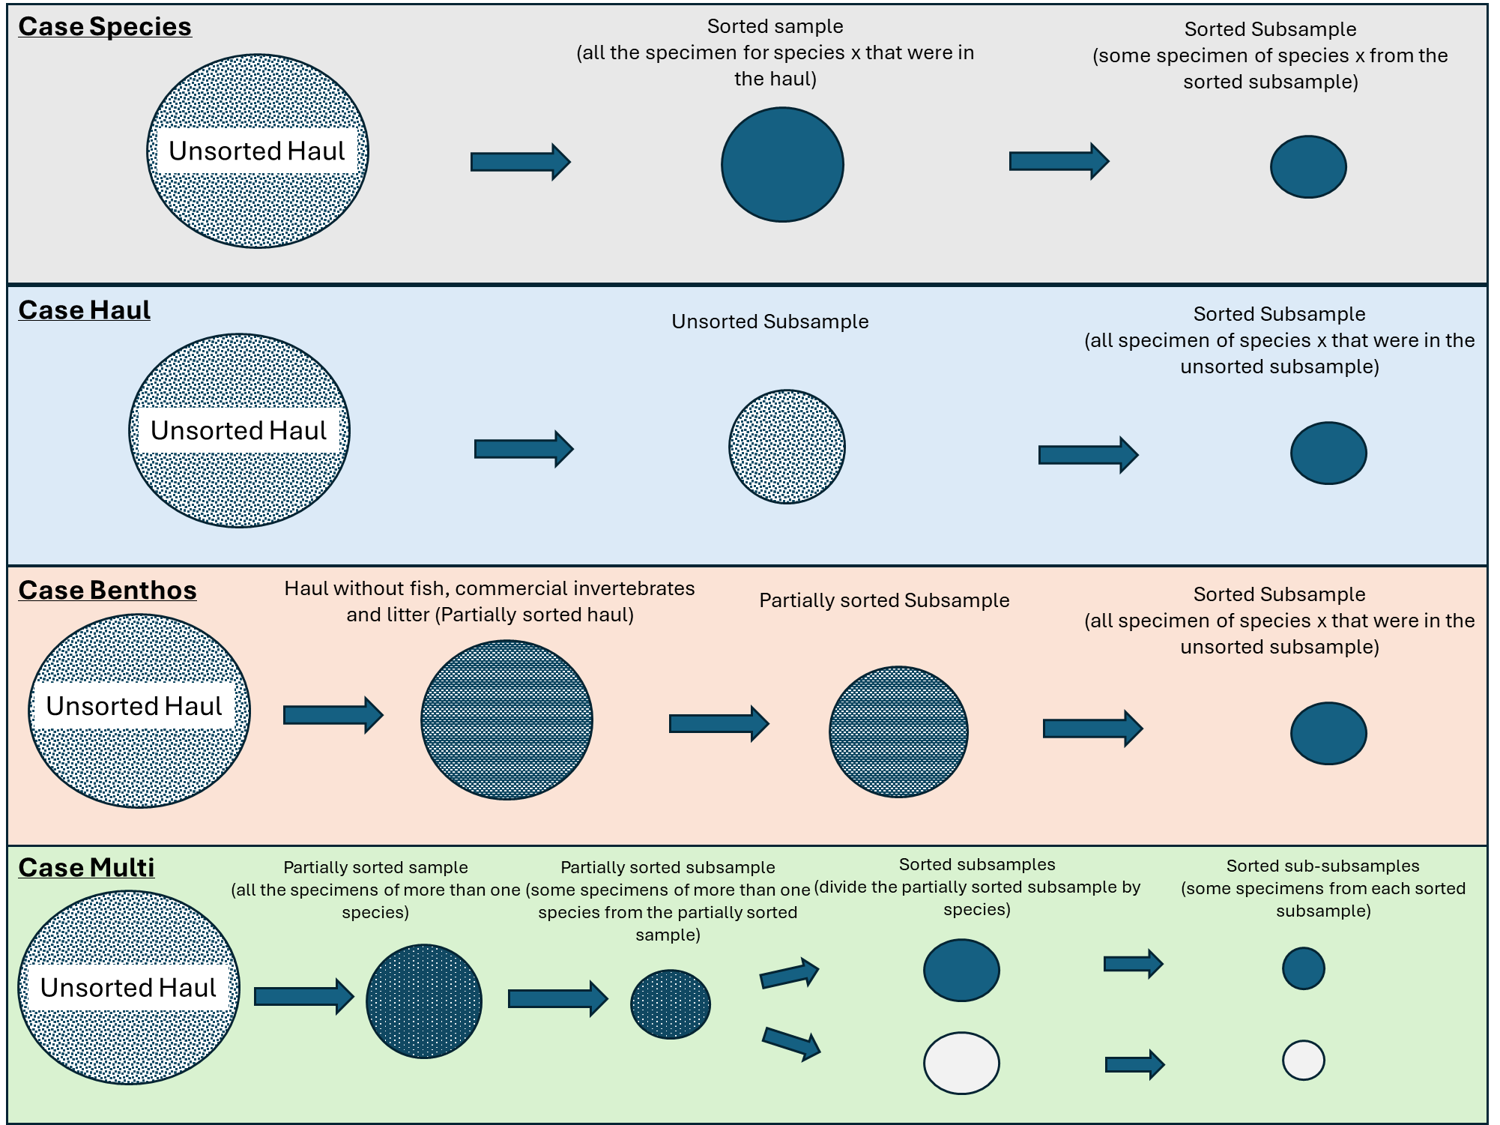 Case Species
Sorted sample
(all the specimen for species x that were in
the haul)
Sorted Subsample
(some specimen of species x from the
sorted subsample)
Unsorted Haul
Case Haul
Unsorted Subsample
Sorted Subsample
(all specimen of species x that were in the
unsorted subsample)
Unsorted Haul
Case Benthos
Haul without fish, commercial invertebrates
and litter (Partially sorted haul)
Partially sorted Subsample
Sorted Subsample
(all specimen of species x that were in the
unsorted subsample)
Unsorted Haul
Case Multi
Partially sorted sample
(all the specimens of more than one
species)
Partially sorted subsample
(some specimens of more than one
species from the partially sorted
sample)
Sorted subsamples
(divide the partially sorted subsample by
species)
Sorted sub-subsamples
(some specimens from each sorted
subsample)
Unsorted Haul